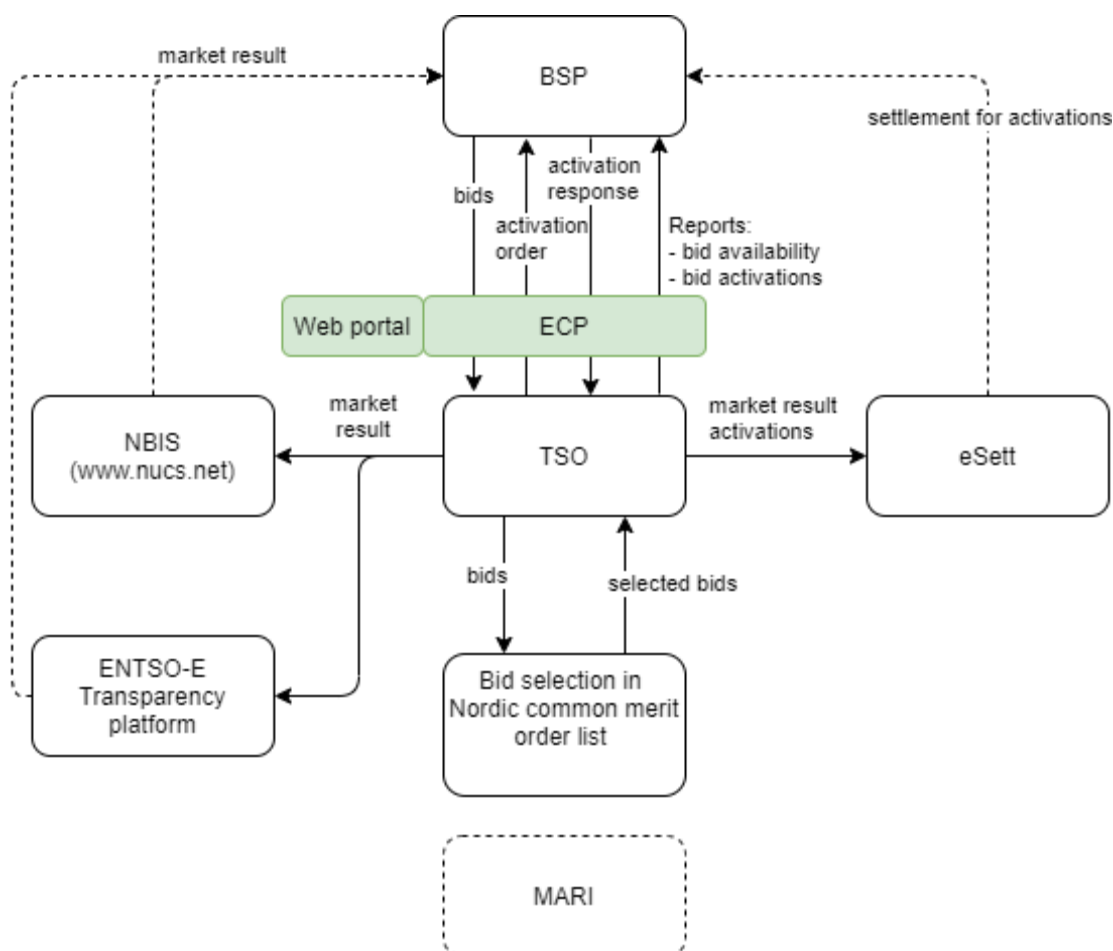 market result
BSP
settlement for activations
bids
activation
response
activation
order
Reports:
- bid availability
- bid activations
Web portal
ECP
NBIS
(www.nucs.net)
market
result
TSO
market result
activations
eSett
bids
selected bids
ENTSO-E
Transparency
platform
Bid selection in
Nordic common merit
order list
MARI